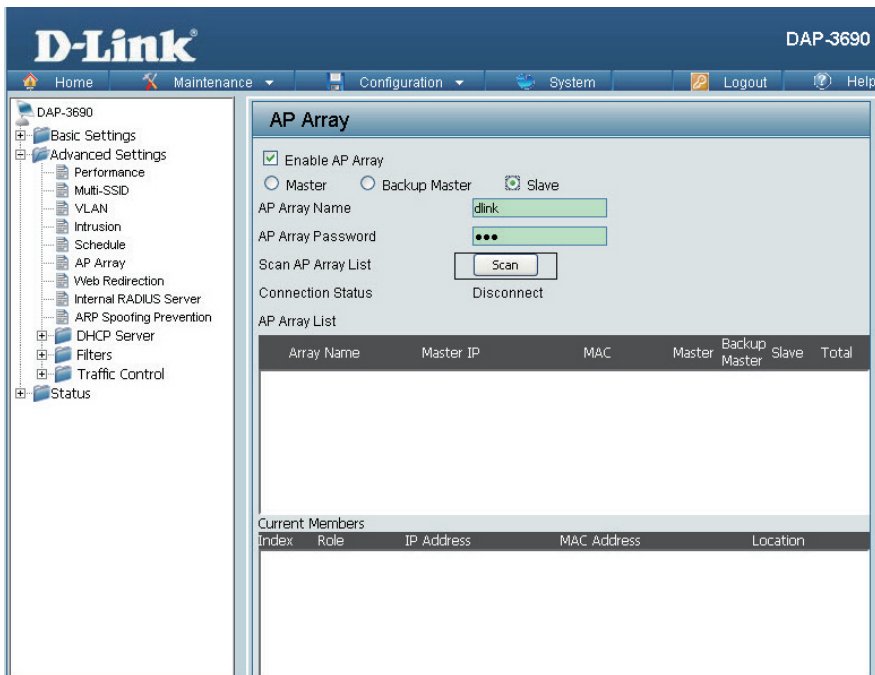 D-Link
DAP-3690
Home Maintenance Configuration System Logout Help
DAP-3690
Basic Settings
Advanced Settings
Performance
Multi-SSID
VLAN
Intrusion
Schedule
AP Array
Web Redirection
Internal RADIUS Server
ARP Spoofing Prevention
DHCP Server
Filters
Traffic Control
Status
AP Array
Enable AP Array
Master Backup Master Slave
AP Array Name dlink
AP Array Password •••
Scan AP Array List Scan
Connection Status Disconnect
AP Array List
Array Name Master IP MAC Master Backup Master Slave Total
Current Members
Index Role IP Address MAC Address Location